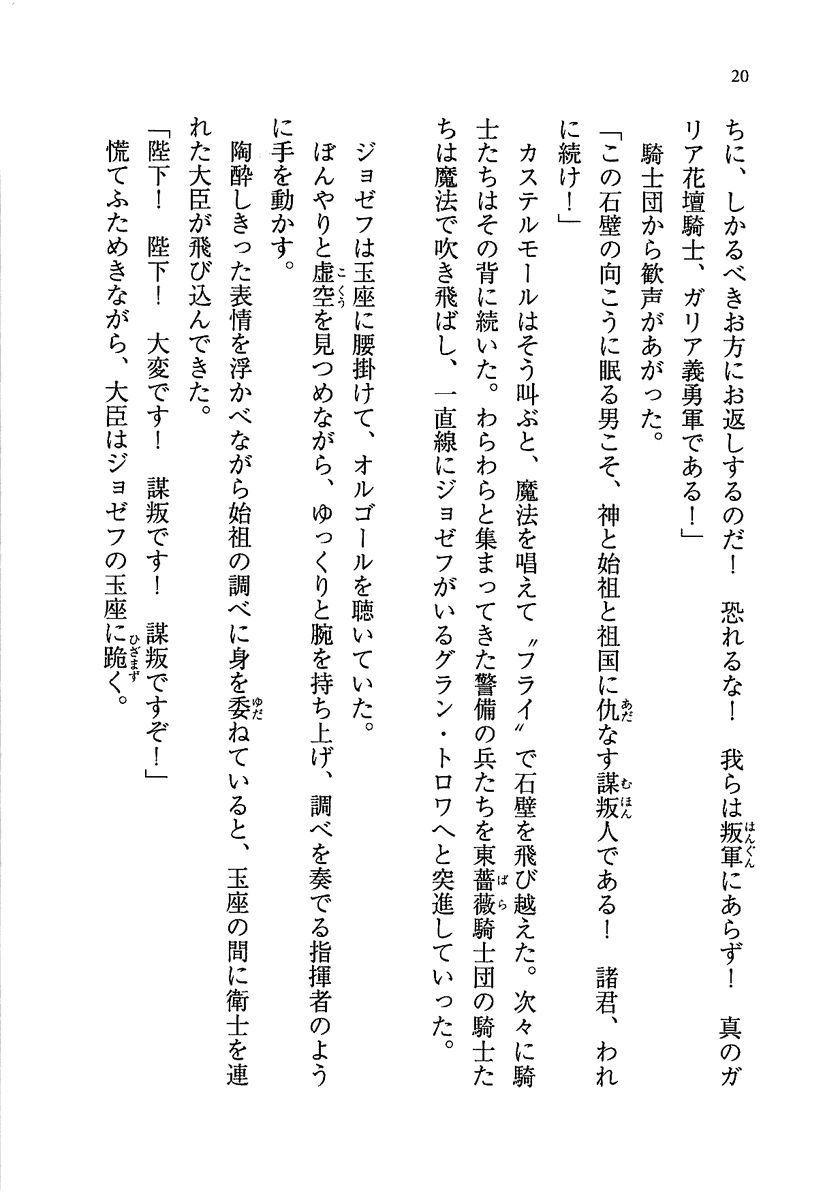 20
ちに、しかるべきお方にお返しするのだ！　恐れるな！　我らは叛軍にあらず！　真のガ
リア花壇騎士、ガリア義勇軍である！」
騎士団から歓声があがった。
「この石壁の向こうに眠る男こそ、神と始祖と祖国に仇なす謀叛人である！　諸君、われ
に続け！」
カステルモールはそう叫ぶと、魔法を唱えて〝フライ〟で石壁を飛び越えた。次々に騎
士たちはその背に続いた。わらわらと集まってきた警備の兵たちを東薔薇騎士団の騎士た
ちは魔法で吹き飛ばし、一直線にジョゼフがいるグラン・トロワへと突進していった。
ジョゼフは玉座に腰掛けて、オルゴールを聴いていた。
ぼんやりと虚空を見つめながら、ゆっくりと腕を持ち上げ、調べを奏でる指揮者のよう
に手を動かす。
陶酔しきった表情を浮かべながら始祖の調べに身を委ねていると、玉座の間に衛士を連
れた大臣が飛び込んできた。
「陛下！　陛下！　大変です！　謀叛です！　謀叛ですぞ！」
慌てふためきながら、大臣はジョゼフの玉座に跪く。